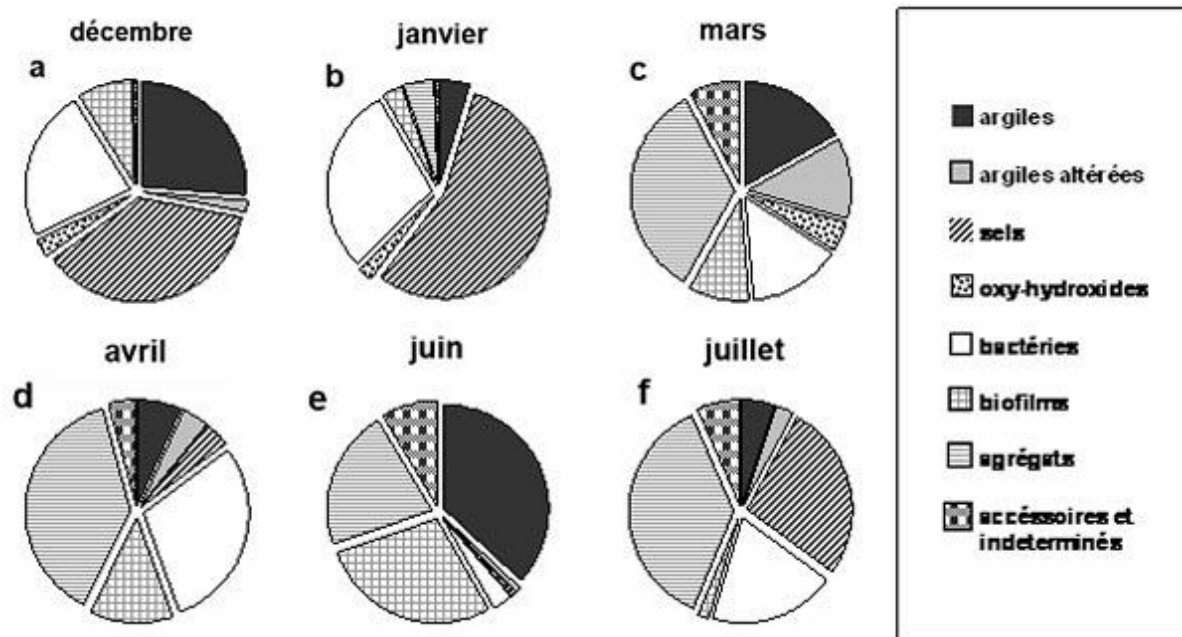 décembre
janvier
mars
a
b
c
avril
juin
juillet
d
e
f
argiles
argiles altérées
sels
oxy-hydroxides
bactéries
biofilms
agrégats
accéssoires et
indeterminés